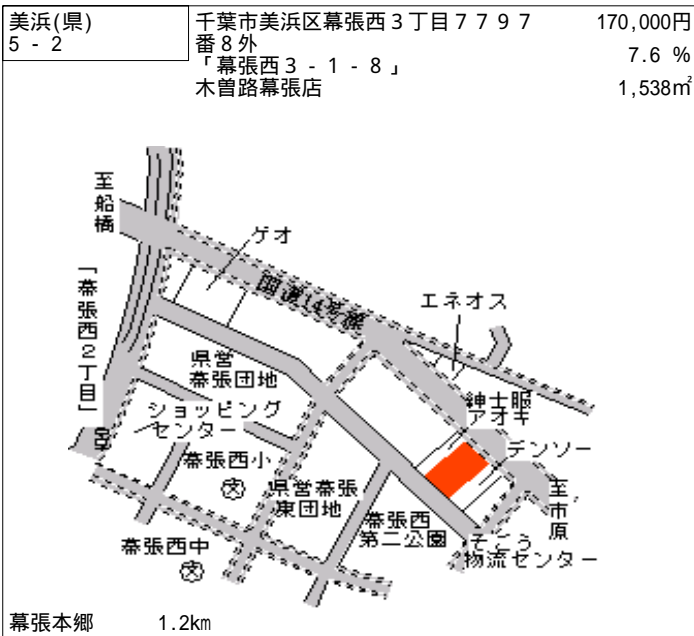 美浜(県)
5 - 2
千葉市美浜区幕張西３丁目７７９７
番８外
「幕張西３ - １ - ８」
木曽路幕張店
170,000円
7.6 %
1,538㎡
至船橋
ゲオ
国道14号線
エネオス
「幕張西２丁目」
県営
幕張団地
ショッピング
センター
紳士服
アオキ
デンソー
幕張西小
県営幕張
東団地
至市原
幕張西
第二公園
そごう
物流センター
幕張西中
幕張本郷
1.2km